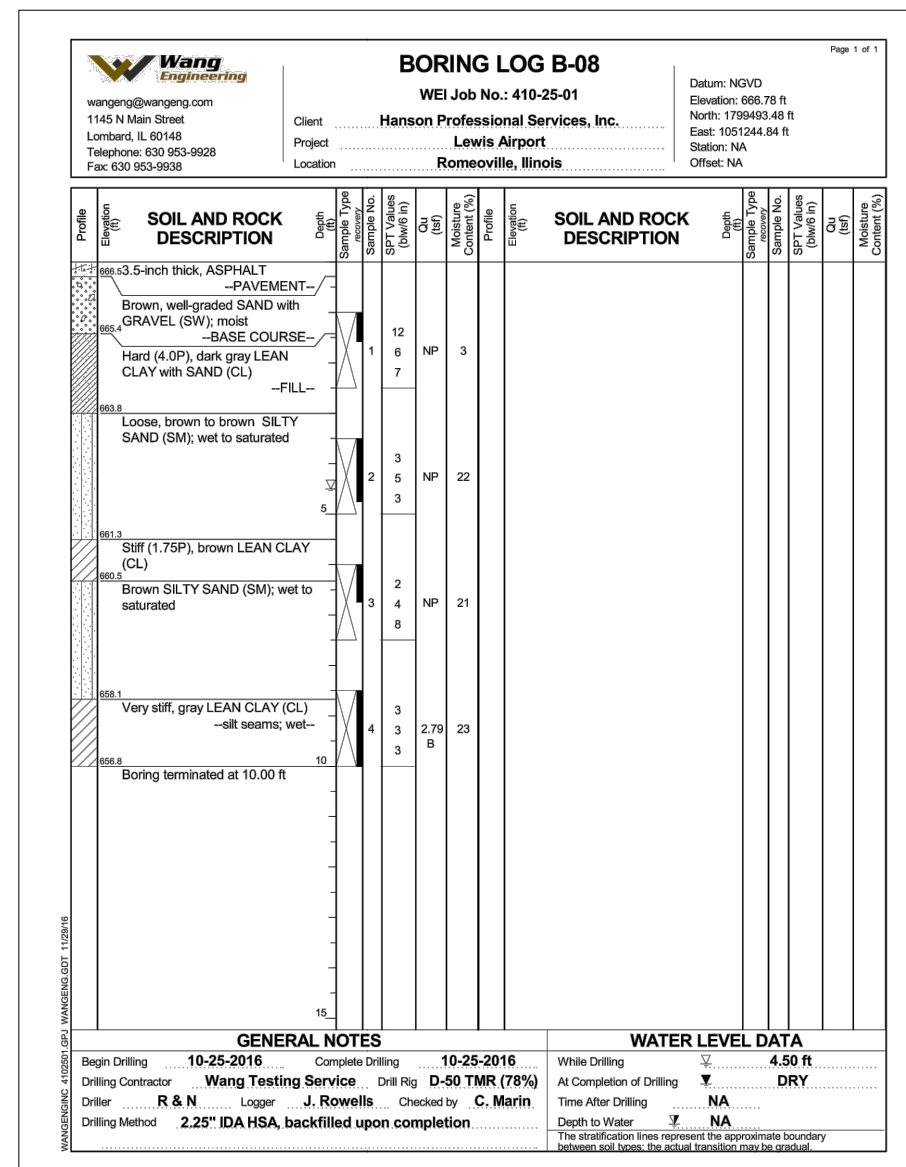 Wang
Engineering
wangeng@wangeng.com
1145 N Main Street
Lombard, IL 60148
Telephone: 630 953-9928
Fax: 630 953-9938
BORING LOG B-08
WEI Job No.: 410-25-01
Client Hanson Professional Services, Inc.
Project Lewis Airport
Location Romeoville, Ilinois
Page 1 of 1
Datum: NGVD
Elevation: 666.78 ft
North: 1799493.48 ft
East: 1051244.84 ft
Station: NA
Offset: NA
Profile
Elevation
(ft)
SOIL AND ROCK
DESCRIPTION
Depth
(ft)
Sample Type
recovery
Sample No.
SPT Values
(blw/6 in)
Qu
(tsf)
Moisture
Content (%)
Profile
Elevation
(ft)
SOIL AND ROCK
DESCRIPTION
Depth
(ft)
Sample Type
recovery
Sample No.
SPT Values
(blw/6 in)
Qu
(tsf)
Moisture
Content (%)
666.5 3.5-inch thick, ASPHALT
--PAVEMENT--
Brown, well-graded SAND with
GRAVEL (SW); moist
665.4 --BASE COURSE--
Hard (4.0P), dark gray LEAN
CLAY with SAND (CL)
--FILL--
12
1 6 NP 3
7
663.8
Loose, brown to brown SILTY
SAND (SM); wet to saturated
3
2 5 NP 22
3
5
661.3
Stiff (1.75P), brown LEAN CLAY
(CL)
660.5
Brown SILTY SAND (SM); wet to
saturated
2
3 4 NP 21
8
658.1
Very stiff, gray LEAN CLAY (CL)
--silt seams; wet--
3
4 3 2.79 23
3 B
656.8 10
Boring terminated at 10.00 ft
15
WANGENGINC 4102501.GPJ WANGENG.GDT 11/29/16
GENERAL NOTES
Begin Drilling 10-25-2016 Complete Drilling 10-25-2016
Drilling Contractor Wang Testing Service Drill Rig D-50 TMR (78%)
Driller R & N Logger J. Rowells Checked by C. Marin
Drilling Method 2.25" IDA HSA, backfilled upon completion
WATER LEVEL DATA
While Drilling 4.50 ft
At Completion of Drilling DRY
Time After Drilling NA
Depth to Water NA
The stratification lines represent the approximate boundary
between soil types; the actual transition may be gradual.